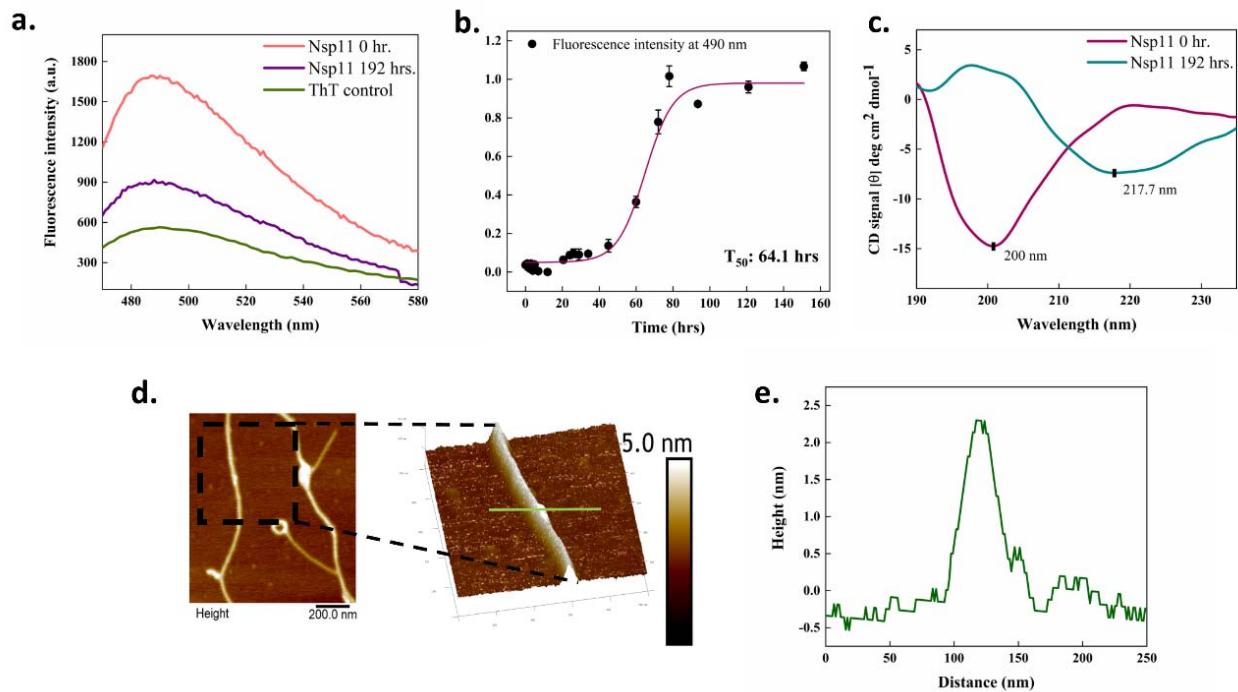 a.
Nsp11 0 hr.
Nsp11 192 hrs.
ThT control
Fluorescence intensity (a.u.)
1800
1500
1200
900
600
300
480
500
520
540
560
580
Wavelength (nm)
b.
Fluorescence intensity at 490 nm
1.2
1.0
0.8
0.6
0.4
0.2
0.0
T50: 64.1 hrs
0
20
40
60
80
100
120
140
160
Time (hrs)
c.
Nsp11 0 hr.
Nsp11 192 hrs.
CD signal [θ] deg cm2 dmol-1
5
0
-5
-10
-15
217.7 nm
200 nm
190
200
210
220
230
Wavelength (nm)
d.
Height
200.0 nm
5.0 nm
e.
Height (nm)
2.5
2.0
1.5
1.0
0.5
0.0
-0.5
0
50
100
150
200
250
Distance (nm)